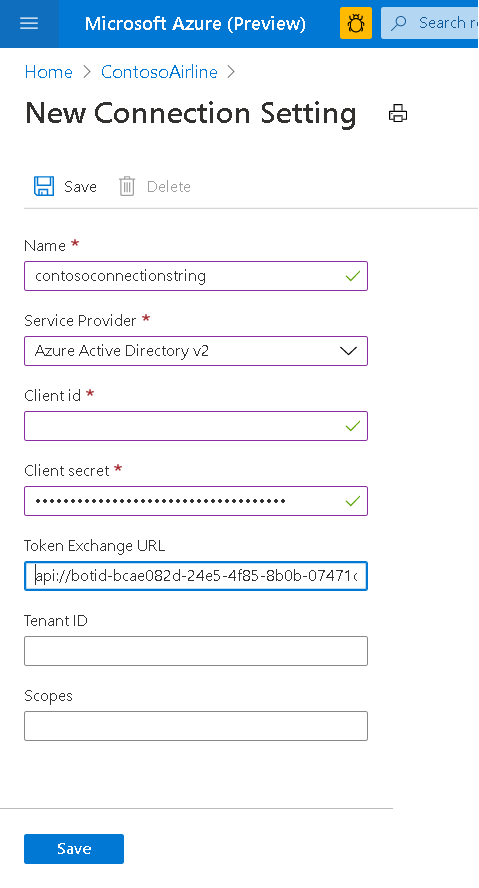 Microsoft Azure (Preview)
Search
Home > ContosoAirline >
New Connection Setting
Save Delete
Name *
contosoconnectionstring
Service Provider *
Azure Active Directory v2
Client id *
Client secret *
••••••••••••••••••••••••••••••••••••
Token Exchange URL
api://botid-bcae082d-24e5-4f85-8b0b-07471
Tenant ID
Scopes
Save